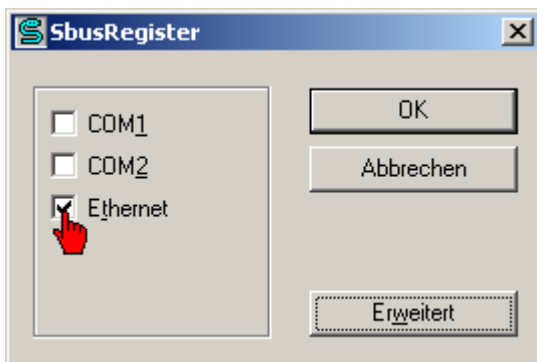 SbusRegister
COM1
COM2
Ethernet
OK
Abbrechen
Erweitert